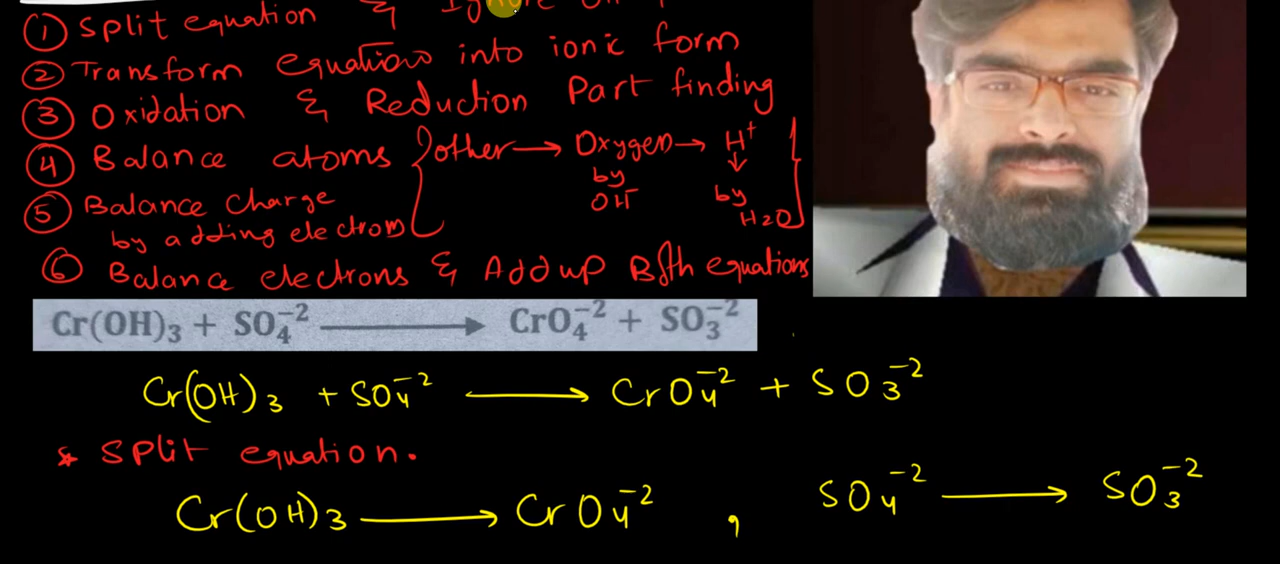 ① Split equation & Ignore
② Transform equations into ionic form
③ Oxidation & Reduction Part finding
④ Balance atoms { other → Oxygen → H⁺ }
by OH⁻ ↓ by H2O
⑤ Balance charge
by adding electrons
⑥ Balance electrons & Add up Both equations
Cr(OH)₃ + SO₄⁻² → CrO₄⁻² + SO₃⁻²
Cr(OH)₃ + SO₄⁻² → CrO₄⁻² + SO₃⁻²
* Split equation.
Cr(OH)₃ → CrO₄⁻² , SO₄⁻² → SO₃⁻²